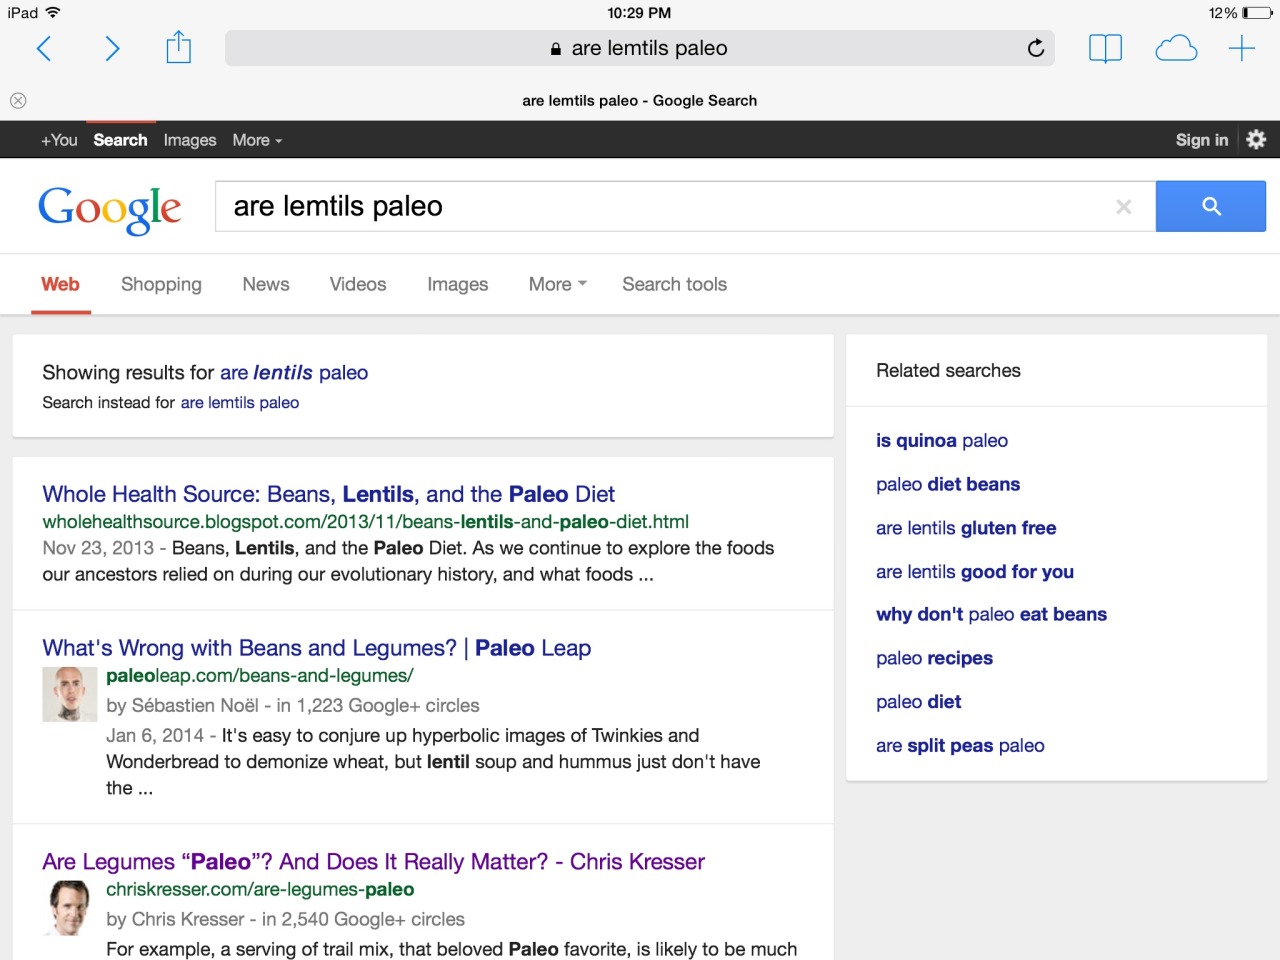 iPad 10:29 PM 12%
are lemtils paleo
are lemtils paleo - Google Search
+You Search Images More Sign in
Google are lemtils paleo
Web Shopping News Videos Images More Search tools
Showing results for are lentils paleo
Search instead for are lemtils paleo
Whole Health Source: Beans, Lentils, and the Paleo Diet
wholehealthsource.blogspot.com/2013/11/beans-lentils-and-paleo-diet.html
Nov 23, 2013 - Beans, Lentils, and the Paleo Diet. As we continue to explore the foods
our ancestors relied on during our evolutionary history, and what foods ...
What's Wrong with Beans and Legumes? | Paleo Leap
paleoleap.com/beans-and-legumes/
by Sébastien Noël - in 1,223 Google+ circles
Jan 6, 2014 - It's easy to conjure up hyperbolic images of Twinkies and
Wonderbread to demonize wheat, but lentil soup and hummus just don't have
the ...
Are Legumes “Paleo”? And Does It Really Matter? - Chris Kresser
chriskresser.com/are-legumes-paleo
by Chris Kresser - in 2,540 Google+ circles
For example, a serving of trail mix, that beloved Paleo favorite, is likely to be much
Related searches
is quinoa paleo
paleo diet beans
are lentils gluten free
are lentils good for you
why don't paleo eat beans
paleo recipes
paleo diet
are split peas paleo